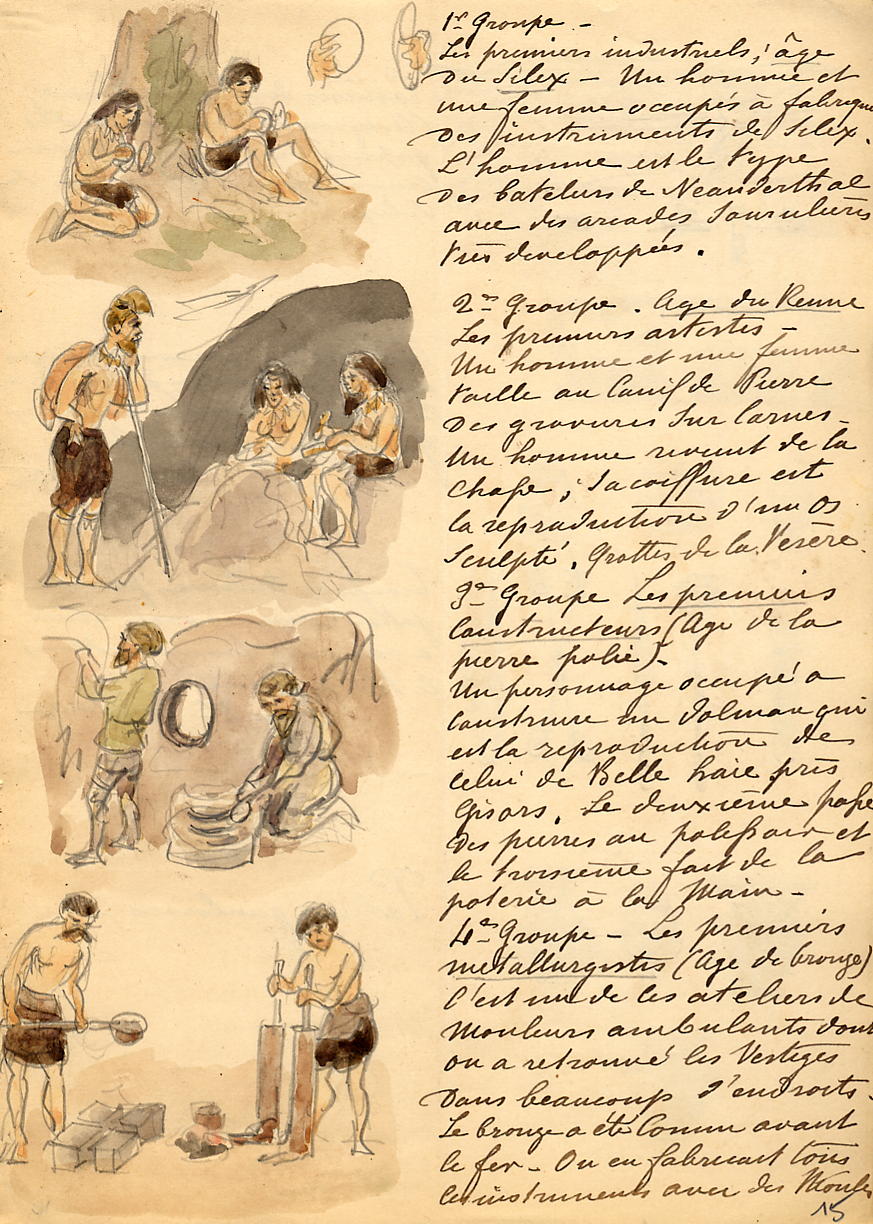 1er Groupe. -
Les premiers industriels, âge
Du Silex - Un homme et
une femme occupés à fabriquer
Des instruments de Silex.
L'homme est le type
Des bateleurs de Neanderthal
avec des arcades Sourcilières
très developpées.
2me Groupe. Age du Renne
Les premiers artistes -
Un homme et une femme
taille au Canif de Pierre
Des gravures sur Cornes -
Un homme revient de la
Chasse ; Sa coiffure est
la reproduction d'un Os
Sculpté. Grottes de la Vesère.
3me Groupe Les premiers
Constructeurs (Age de la
pierre polie) -
Un personnage occupé a
Construire un Dolman qui
est la reproduction de
Celui de Belle haie près
Gisors. Le deuxième passe
Des pierres au polissoir et
le troisième fait de la
poterie à la Main -
4me Groupe - Les premiers
metallurgistes (Age de bronze)
C'est un de ces ateliers de
Mouleurs ambulants dont
on a retrouvé les Vestiges
Dans beaucoup d'endroits -
Le bronze a été Connu avant
le fer - On en fabricait tous
les instruments avec des Moules
15